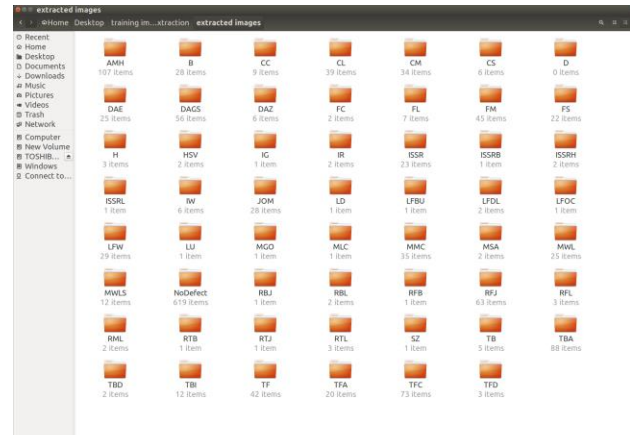 extracted images
Home Desktop training im...xtraction extracted images
Recent
Home
Desktop
Documents
Downloads
Music
Pictures
Videos
Trash
Network
Computer
New Volume
TOSHIB...
Windows
Connect to...
AMH B CC CL CM CS D
107 items 28 items 9 items 39 items 34 items 6 items 0 items
DAE DAGS DAZ FC FL FM FS
25 items 56 items 6 items 2 items 7 items 45 items 22 items
H HSV IG IR ISSR ISSRB ISSRH
3 items 2 items 1 item 2 items 23 items 1 item 2 items
ISSRL IW JOM LD LFBU LFDL LFOC
1 item 6 items 28 items 1 item 1 item 2 items 1 item
LFW LU MGO MLC MMC MSA MWL
29 items 1 item 1 item 1 item 35 items 2 items 25 items
MWLS NoDefect RBJ RBL RFB RFJ RFL
12 items 619 items 1 item 2 items 1 item 63 items 3 items
RML RTB RTJ RTL SZ TB TBA
2 items 1 item 1 item 3 items 1 item 5 items 88 items
TBD TBI TF TFA TFC TFD
2 items 12 items 42 items 20 items 73 items 3 items